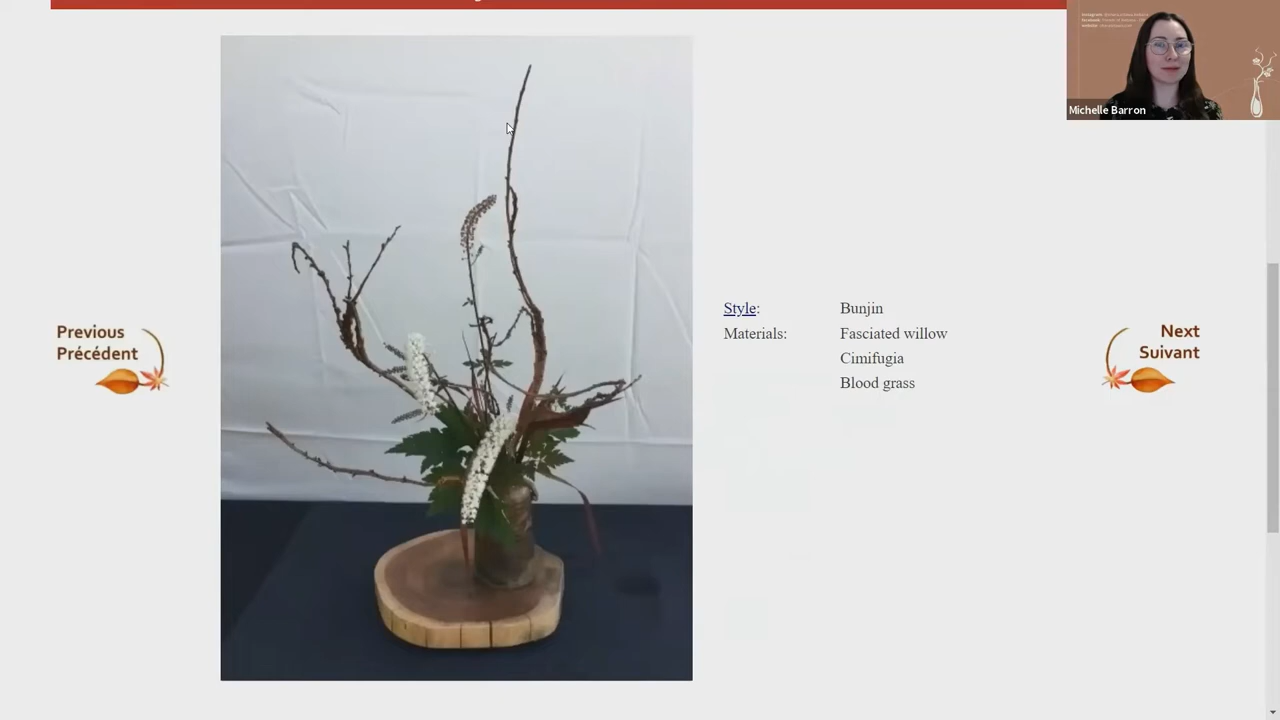 Michelle Barron
Previous
Précédent
Style: Bunjin
Materials: Fasciated willow
Cimifugia
Blood grass
Next
Suivant